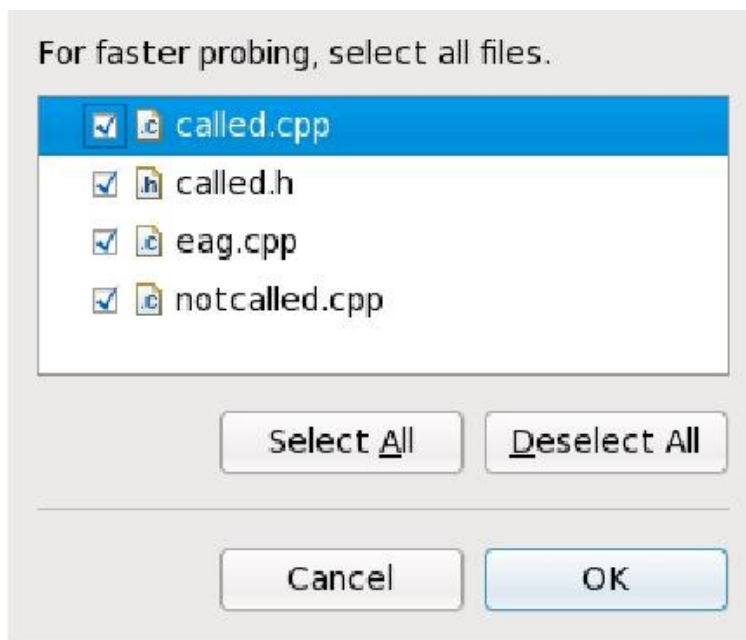 For faster probing, select all files.
.c called.cpp
.h called.h
.c eag.cpp
.c notcalled.cpp
Select All Deselect All
Cancel OK